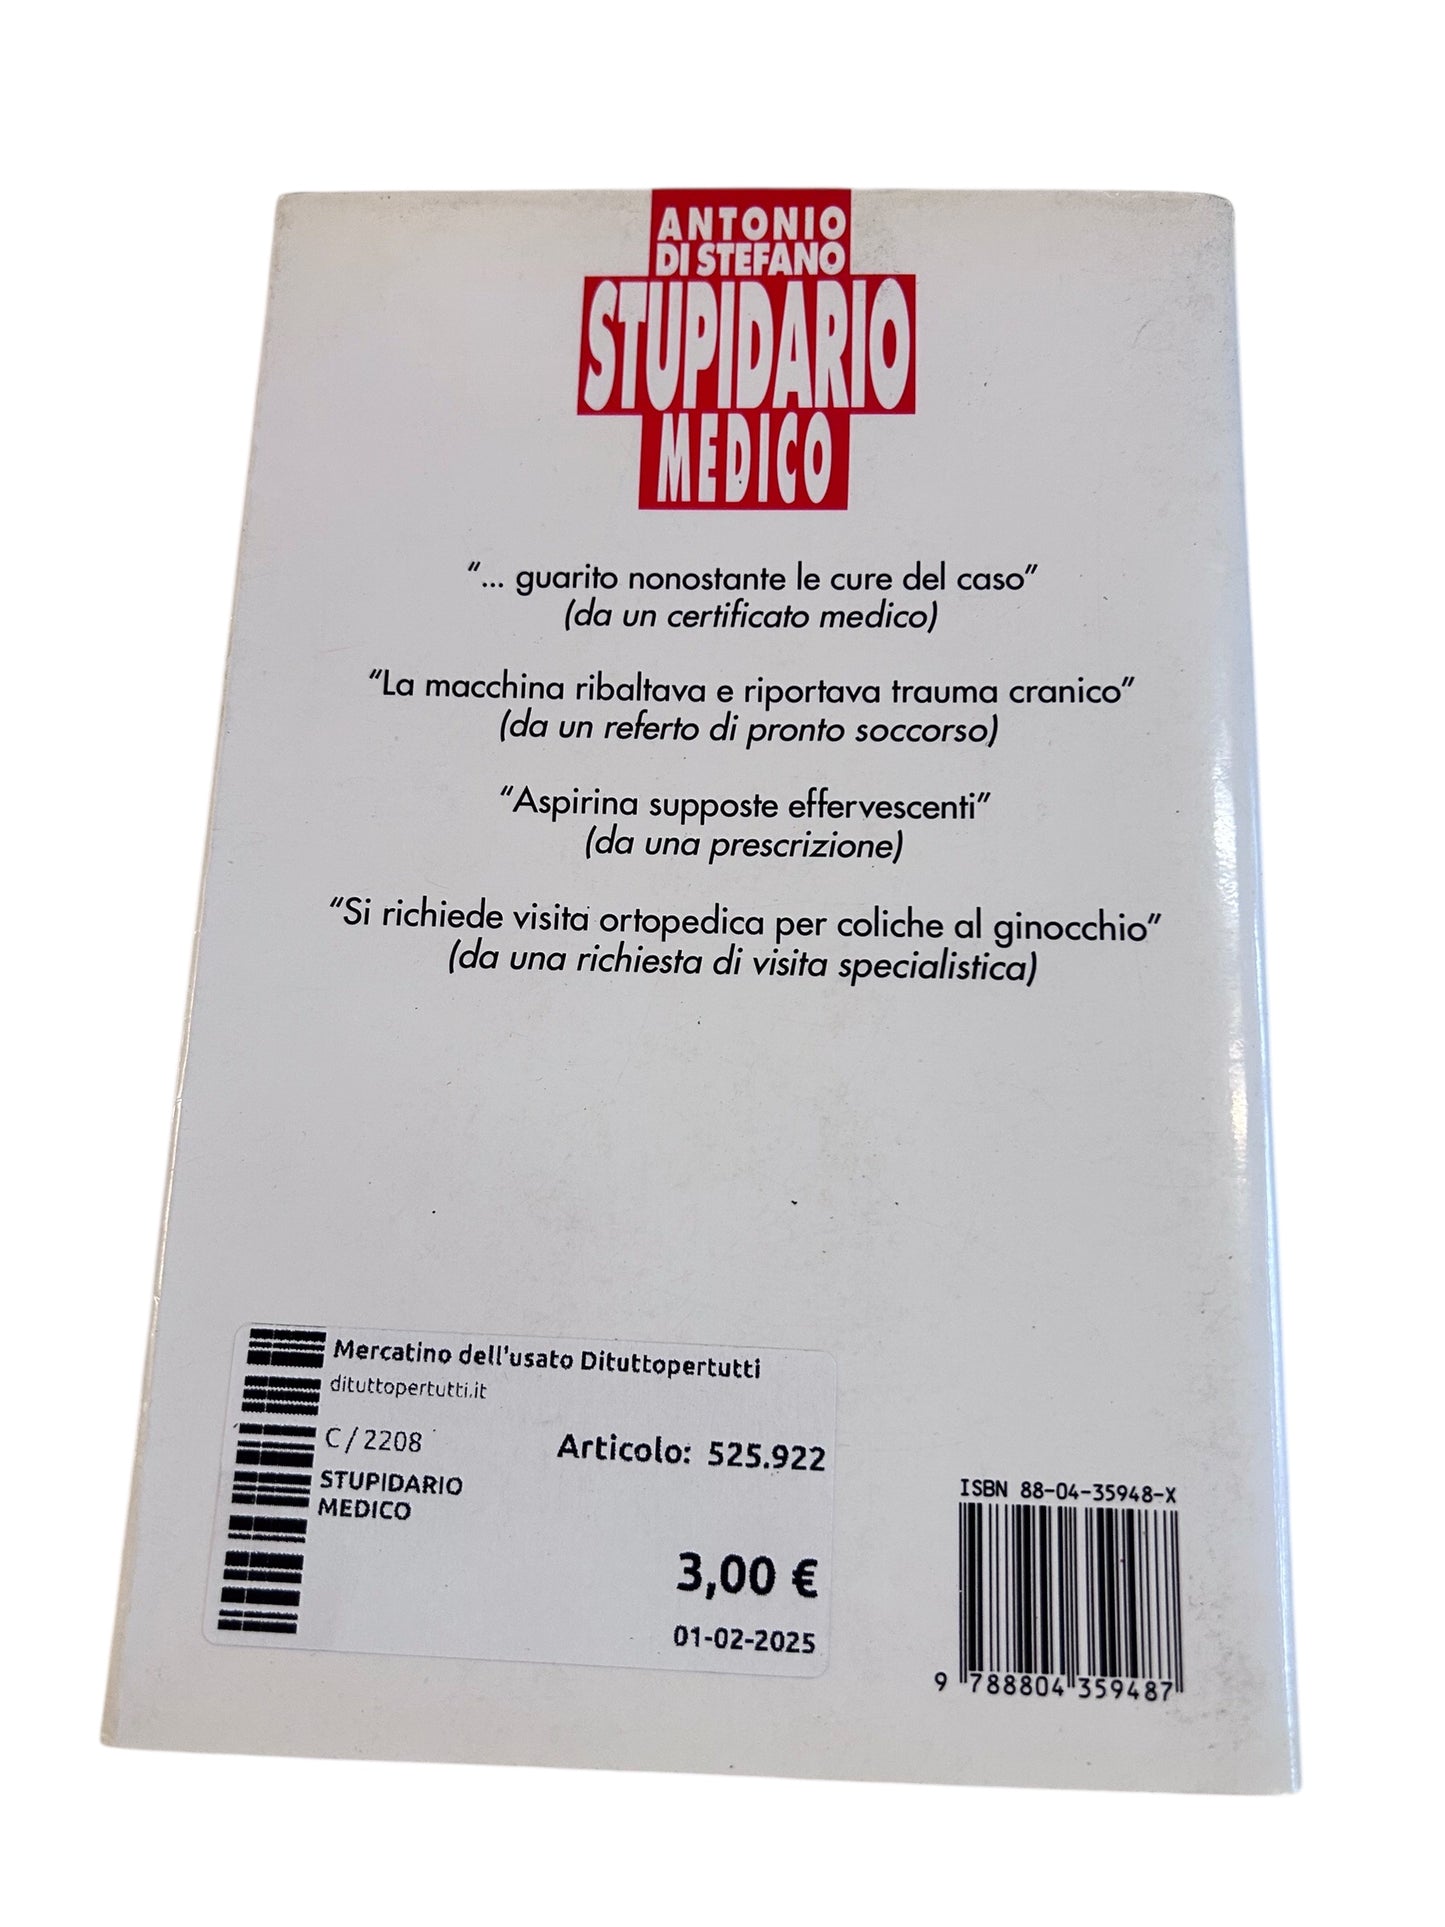 ANTONIO
DI STEFANO
STUPIDARIO
MEDICO
“... guarito nonostante le cure del caso”
(da un certificato medico)
“La macchina ribaltava e riportava trauma cranico”
(da un referto di pronto soccorso)
“Aspirina supposte effervescenti”
(da una prescrizione)
“Si richiede visita ortopedica per coliche al ginocchio”
(da una richiesta di visita specialistica)
Mercatino dell'usato Dituttopertutti
dituttopertutti.it
C / 2208
Articolo: 525.922
STUPIDARIO
MEDICO
3,00 €
01-02-2025
ISBN 88-04-35948-X
9 788804 359487